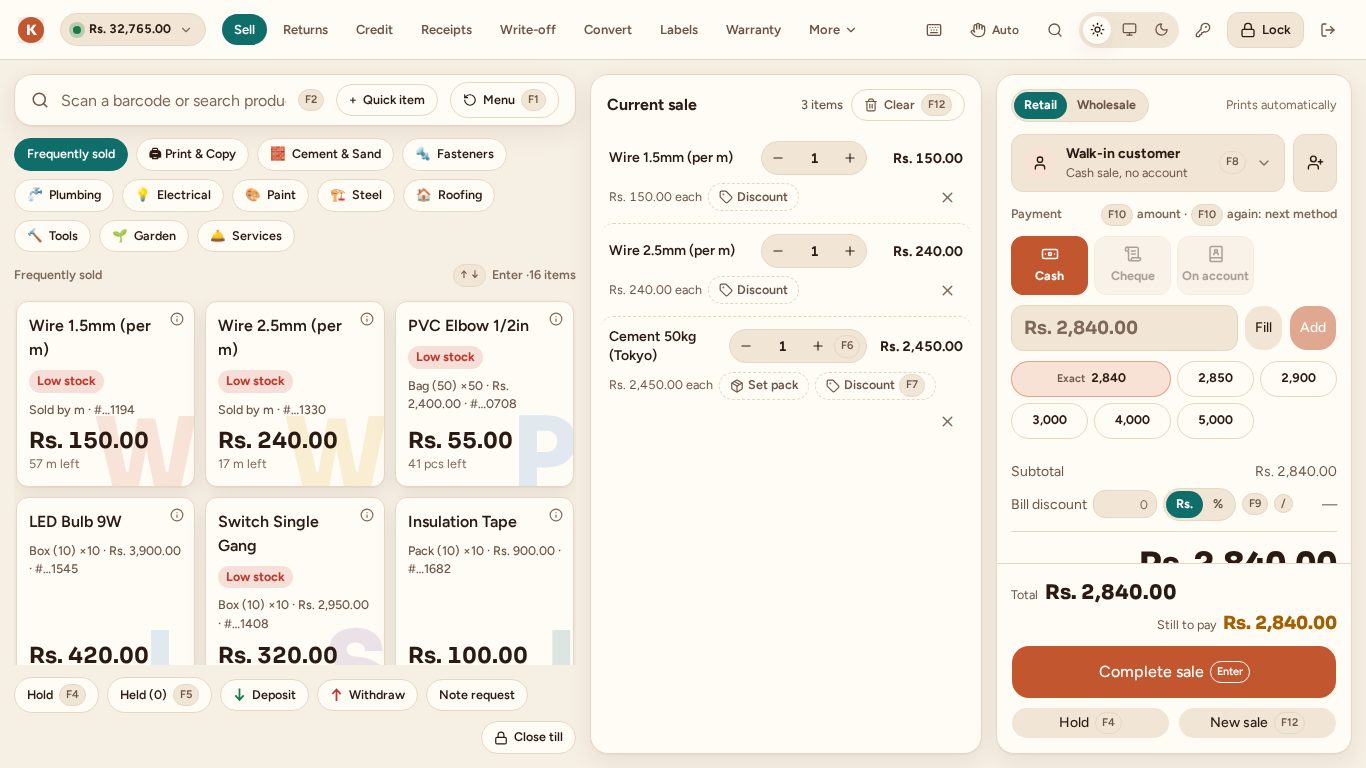 K
Rs. 32,765.00
Sell
Returns
Credit
Receipts
Write-off
Convert
Labels
Warranty
More
Auto
Lock
Scan a barcode or search produ
F2
+ Quick item
Menu F1
Frequently sold
Print & Copy
Cement & Sand
Fasteners
Plumbing
Electrical
Paint
Steel
Roofing
Tools
Garden
Services
Frequently sold
↑ ↓ Enter ·16 items
Wire 1.5mm (per
m)
Low stock
Sold by m · #…1194
W
Rs. 150.00
57 m left
Wire 2.5mm (per
m)
Low stock
Sold by m · #…1330
W
Rs. 240.00
17 m left
PVC Elbow 1/2in
Low stock
Bag (50) ×50 · Rs.
2,400.00 · #…0708
P
Rs. 55.00
41 pcs left
LED Bulb 9W
Box (10) ×10 · Rs. 3,900.00
· #…1545
Rs. 420.00
Switch Single
Gang
Low stock
Box (10) ×10 · Rs. 2,950.00
· #…1408
S
Rs. 320.00
Insulation Tape
Pack (10) ×10 · Rs. 900.00 ·
#…1682
Rs. 100.00
Hold F4
Held (0) F5
Deposit
Withdraw
Note request
Close till
Current sale
3 items
Clear F12
Wire 1.5mm (per m)
− 1 +
Rs. 150.00
Rs. 150.00 each
Discount
Wire 2.5mm (per m)
− 1 +
Rs. 240.00
Rs. 240.00 each
Discount
Cement 50kg
(Tokyo)
− 1 + F6
Rs. 2,450.00
Rs. 2,450.00 each
Set pack
Discount F7
Retail
Wholesale
Prints automatically
Walk-in customer
Cash sale, no account
F8
Payment
F10 amount · F10 again: next method
Cash
Cheque
On account
Rs. 2,840.00
Fill
Add
Exact 2,840
2,850
2,900
3,000
4,000
5,000
Subtotal
Rs. 2,840.00
Bill discount
0
Rs.
%
F9
/
—
Rs. 2,840.00
Total Rs. 2,840.00
Still to pay Rs. 2,840.00
Complete sale Enter
Hold F4
New sale F12